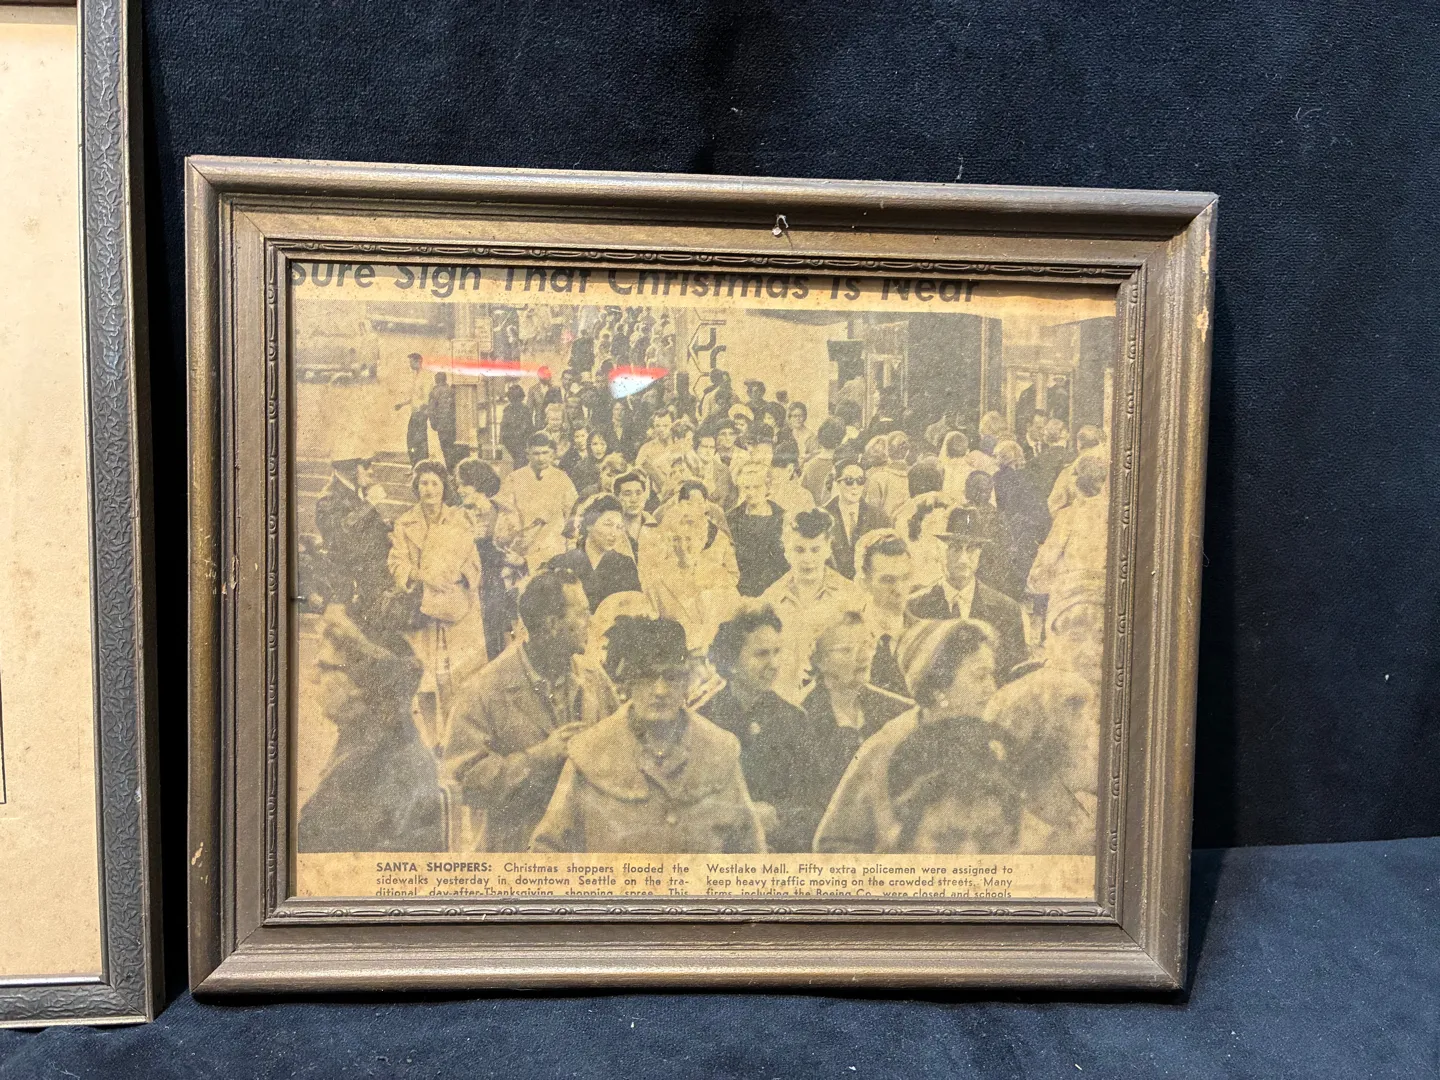 Sure Sign That Christmas Is Near
SANTA SHOPPERS: Christmas shoppers flooded the
sidewalks yesterday in downtown Seattle on the tra-
ditional day-after-Thanksgiving shopping spree. This
Westlake Mall. Fifty extra policemen were assigned to
keep heavy traffic moving on the crowded streets. Many
firms, including the Boeing Co., were closed and schools